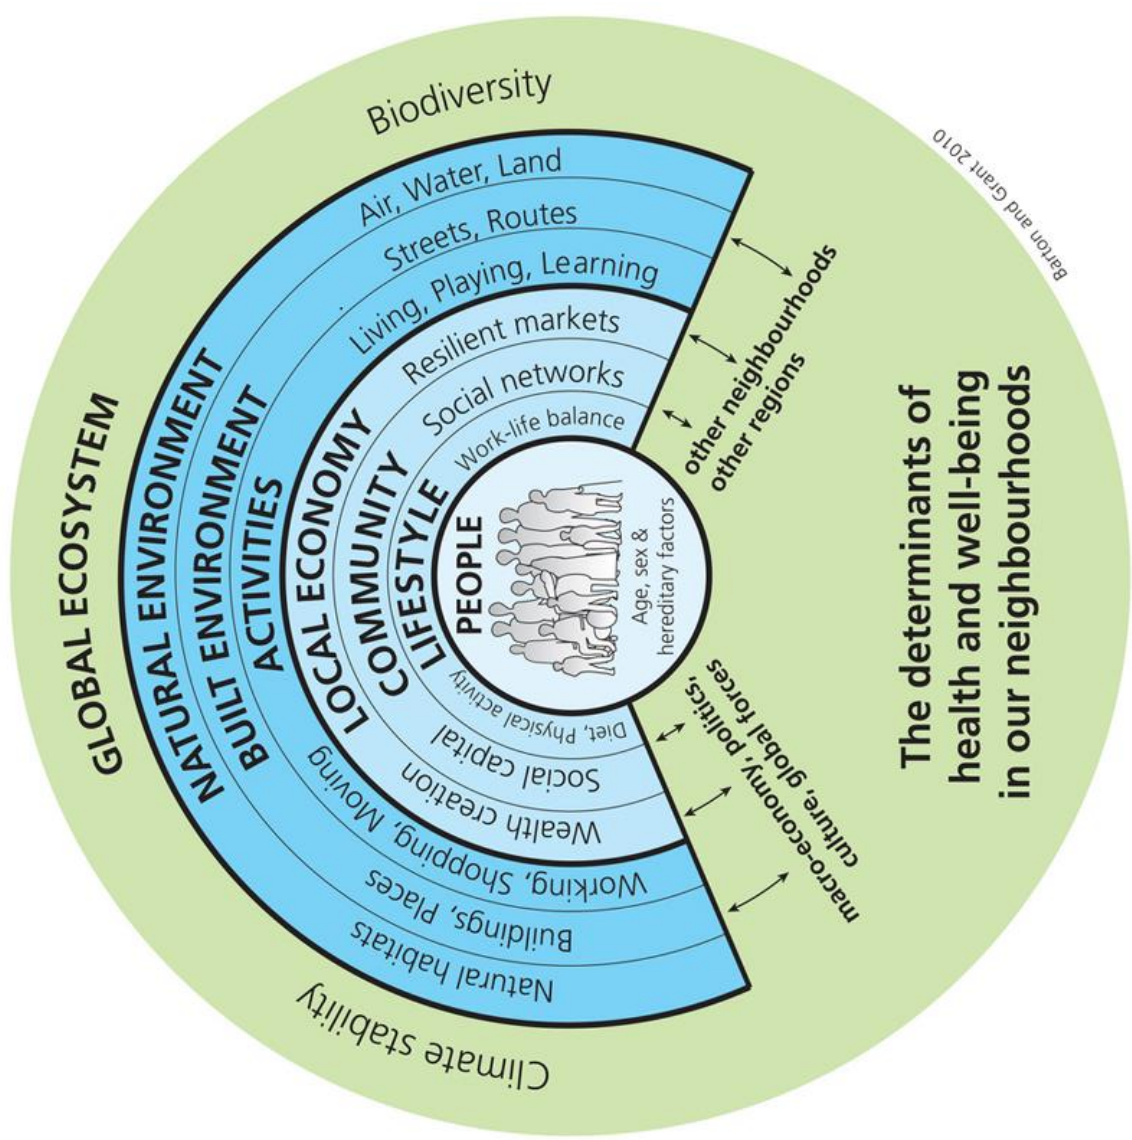 GLOBAL ECOSYSTEM
Climate stability
Biodiversity
NATURAL ENVIRONMENT
Natural habitats
Air, Water, Land
BUILT ENVIRONMENT
Buildings, Places
Streets, Routes
ACTIVITIES
Working, Shopping, Moving
Living, Playing, Learning
LOCAL ECONOMY
Wealth creation
Resilient markets
COMMUNITY
Social capital
Social networks
LIFESTYLE
Diet, Physical activity
Work-life balance
PEOPLE
Age, sex &
hereditary factors
macro-economy, politics,
culture, global forces
other neighbourhoods
other regions
The determinants of
health and well-being
in our neighbourhoods
Barton and Grant 2010